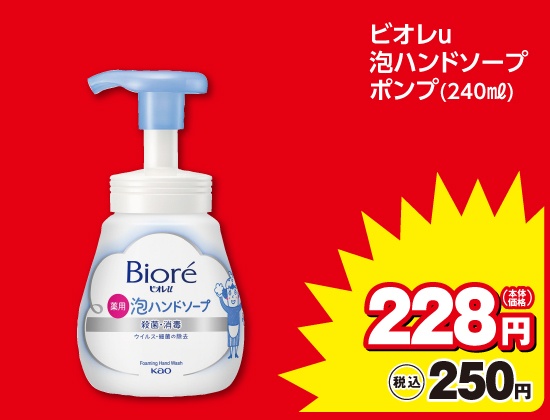 ビオレu
泡ハンドソープ
ポンプ(240㎖)
Bioré
ビオレu
薬用
泡ハンドソープ
殺菌・消毒
ウイルス・細菌の除去
Foaming Hand Wash
Kao
228円(本体価格)
税込250円